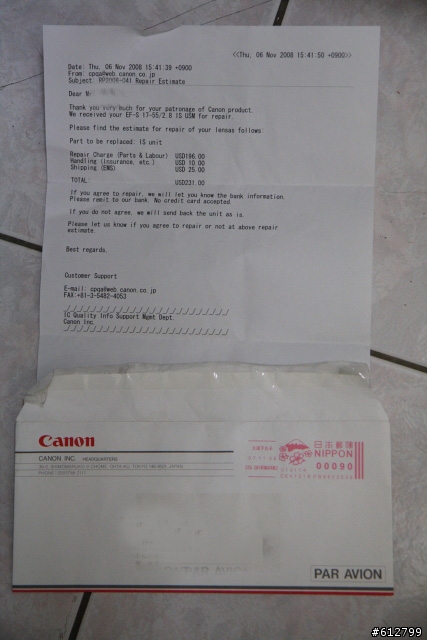 <<Thu, 06 Nov 2008 15:41:50 +0900>>
Date: Thu, 06 Nov 2008 15:41:39 +0900
From: cpqa@web.canon.co.jp
Subject: RP2008-041 Repair Estimate
Dear Mr
Thank you very much for your patronage of Canon product
We received your EF-S 17-55/2.8 IS USM for repair.
Please find the estimate for repair of your lensas follows:
Part to be replaced: IS unit
Repair Charge (Parts & Labour) USD196.00
Handling (Insurance, etc.) USD 10.00
Shipping (EMS) USD 25.00
TOTAL: USD231.00
If you agree to repair, we will let you know the bank information.
Please remit to our bank. No credit card accepted.
If you do not agree, we will send back the unit as is.
Please let us know if you agree to repair or not at above repair
estimate.
Best regards,
Customer Support
E-mail: cpqa@web.canon.co.jp
FAX:+81-3-5482-4053
_/_/_/_/_/_/_/_/_/_/_/_/_/_/_/_/_/_/
IC Quality Info Support Mgmt Dept.
Canon Inc.
_/_/_/_/_/_/_/_/_/_/_/_/_/_/_/_/_/_/
Canon
CANON INC. HEADQUARTERS
日本郵便
NIPPON
00090
PAR AVION
PAR AVION
#612799